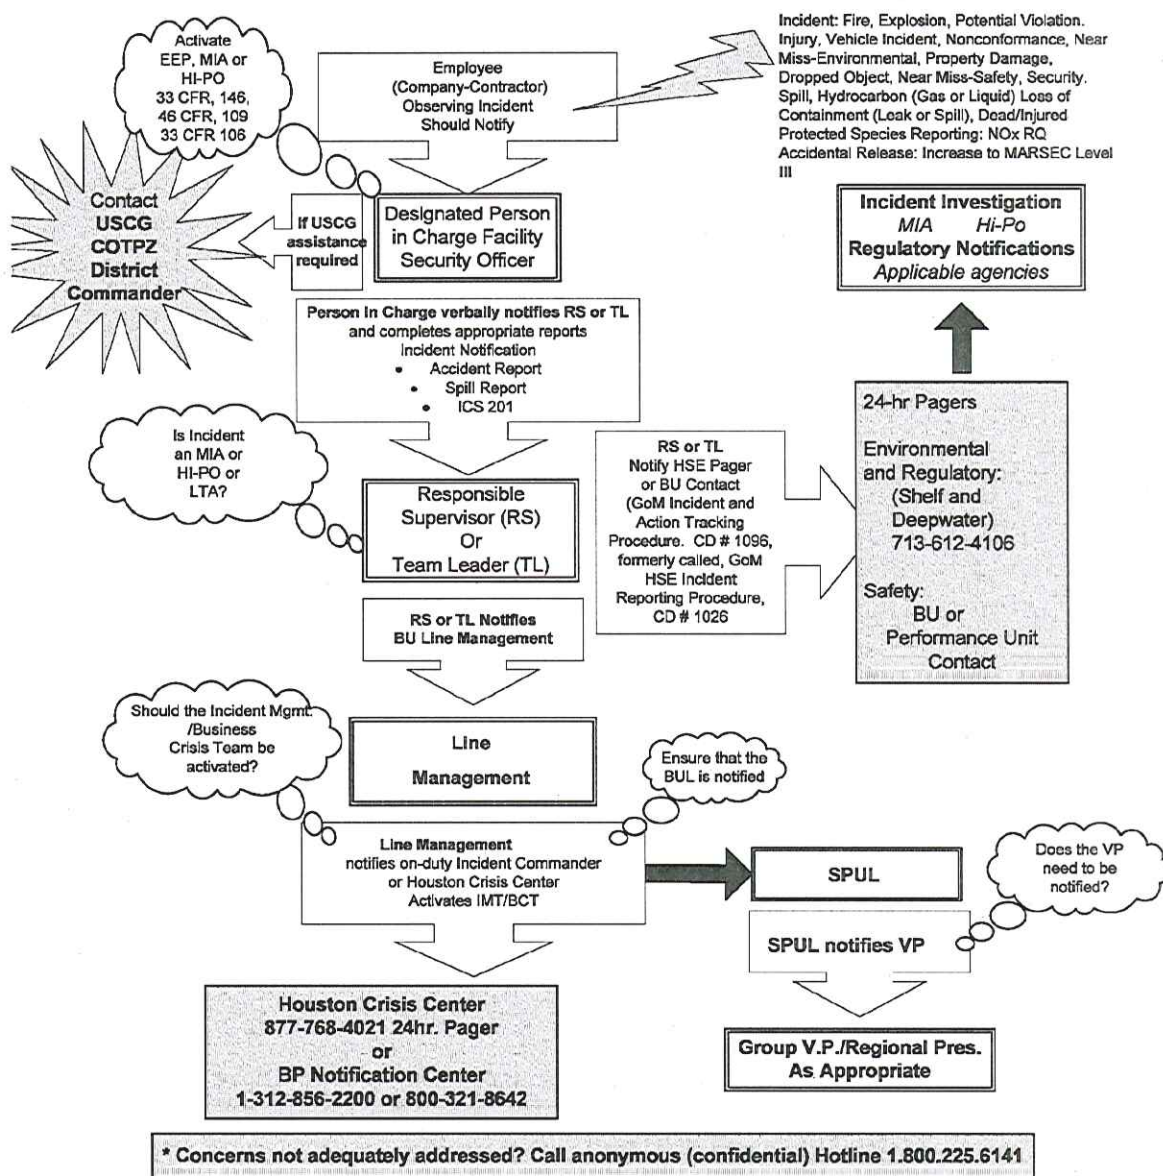 Activate
EEP, MIA or
HI-PO
33 CFR, 146,
46 CFR, 109
33 CFR 106
Employee
(Company-Contractor)
Observing Incident
Should Notify
Incident: Fire, Explosion, Potential Violation.
Injury, Vehicle Incident, Nonconformance, Near
Miss-Environmental, Property Damage,
Dropped Object, Near Miss-Safety, Security.
Spill, Hydrocarbon (Gas or Liquid) Loss of
Containment (Leak or Spill), Dead/Injured
Protected Species Reporting: NOx RQ
Accidental Release: Increase to MARSEC Level
III
Contact
USCG
COTPZ
District
Commander
If USCG
assistance
required
Designated Person
in Charge Facility
Security Officer
Incident Investigation
MIA Hi-Po
Regulatory Notifications
Applicable agencies
Person In Charge verbally notifies RS or TL
and completes appropriate reports
Incident Notification
• Accident Report
• Spill Report
• ICS 201
Is Incident
an MIA or
HI-PO or
LTA?
Responsible
Supervisor (RS)
Or
Team Leader (TL)
RS or TL
Notify HSE Pager
or BU Contact
(GoM Incident and
Action Tracking
Procedure. CD # 1096,
formerly called, GoM
HSE Incident
Reporting Procedure,
CD # 1026
24-hr Pagers
Environmental
and Regulatory:
(Shelf and
Deepwater)
713-612-4106
Safety:
BU or
Performance Unit
Contact
RS or TL Notifies
BU Line Management
Should the Incident Mgmt.
/Business
Crisis Team be
activated?
Line
Management
Ensure that the
BUL is notified
Line Management
notifies on-duty Incident Commander
or Houston Crisis Center
Activates IMT/BCT
SPUL
Does the VP
need to be
notified?
SPUL notifies VP
Houston Crisis Center
877-768-4021 24hr. Pager
or
BP Notification Center
1-312-856-2200 or 800-321-8642
Group V.P./Regional Pres.
As Appropriate
* Concerns not adequately addressed? Call anonymous (confidential) Hotline 1.800.225.6141